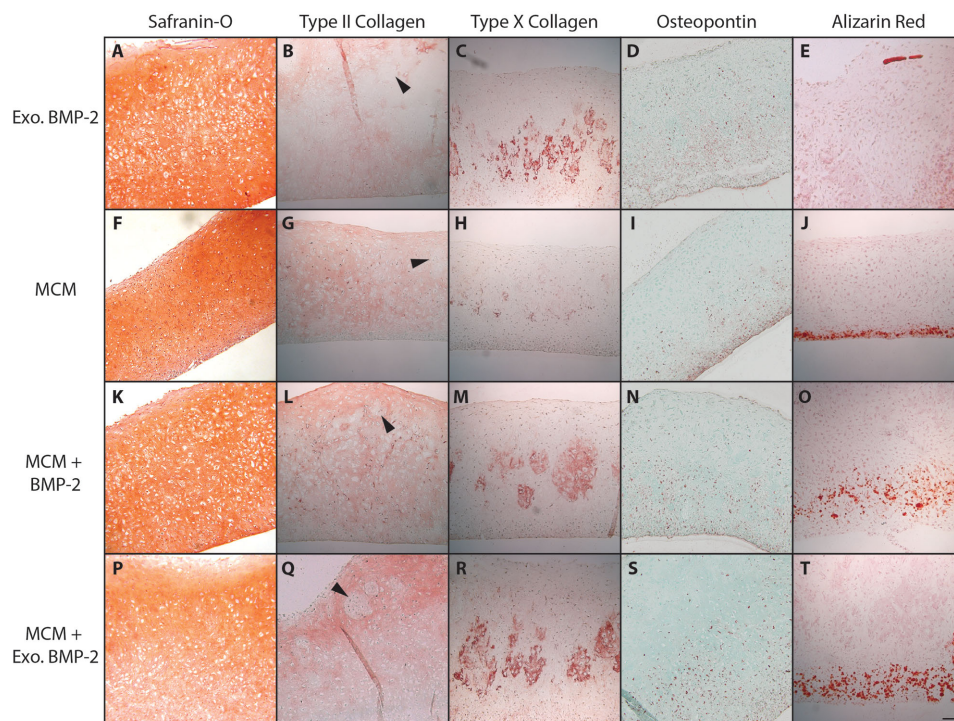 Safranin-O Type II Collagen Type X Collagen Osteopontin Alizarin Red
Exo. BMP-2
A B C D E
MCM
F G H I J
MCM +
BMP-2
K L M N O
MCM +
Exo. BMP-2
P Q R S T